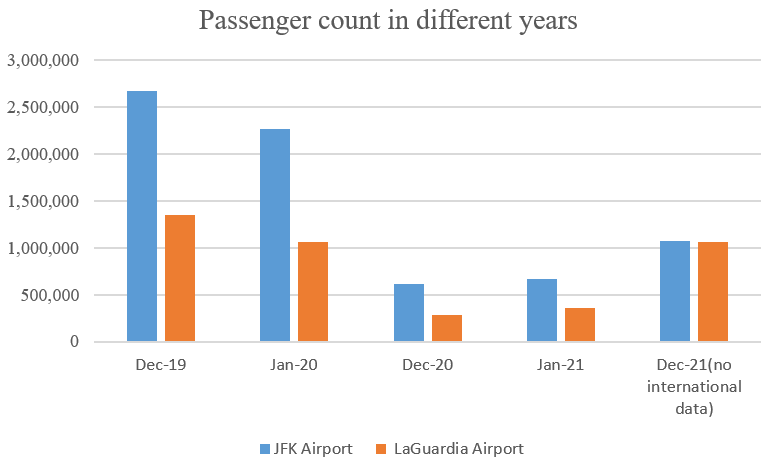 Passenger count in different years
3,000,000
2,500,000
2,000,000
1,500,000
1,000,000
500,000
0
Dec-19 Jan-20 Dec-20 Jan-21 Dec-21(no
international
data)
JFK Airport LaGuardia Airport